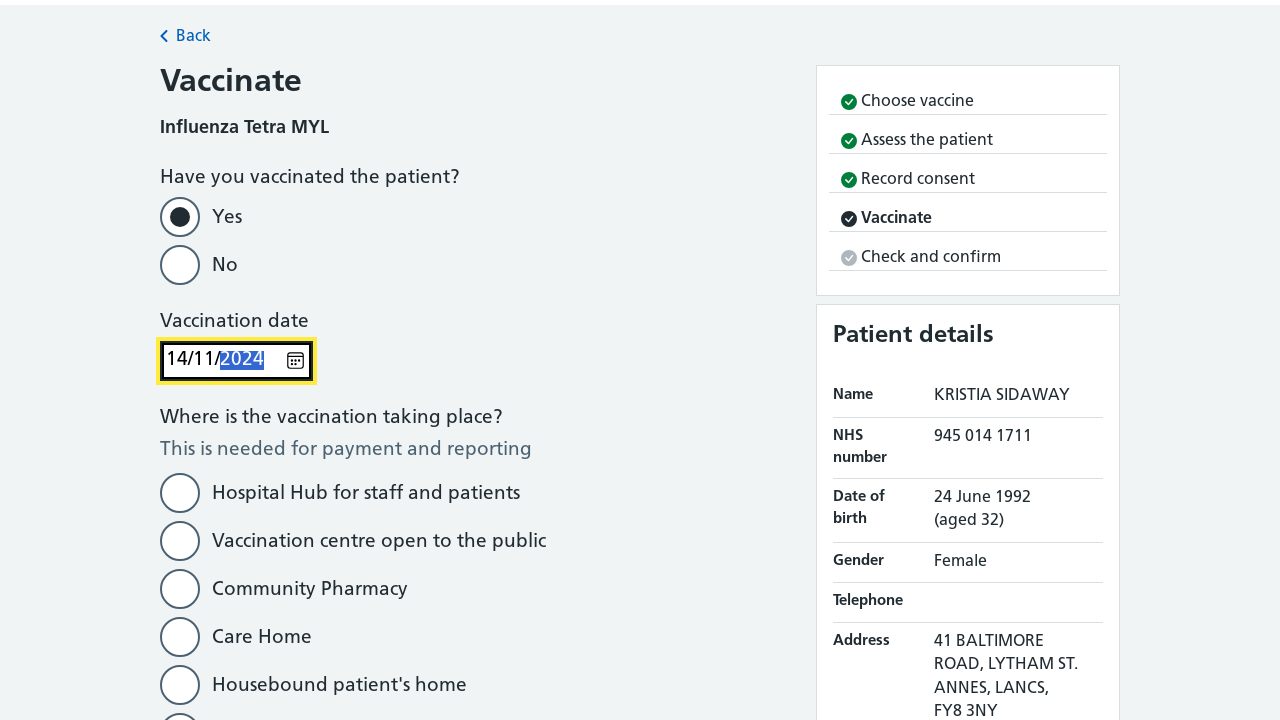 Back
Vaccinate
Influenza Tetra MYL
Have you vaccinated the patient?
Yes
No
Vaccination date
14/11/2024
Where is the vaccination taking place?
This is needed for payment and reporting
Hospital Hub for staff and patients
Vaccination centre open to the public
Community Pharmacy
Care Home
Housebound patient's home
Choose vaccine
Assess the patient
Record consent
Vaccinate
Check and confirm
Patient details
Name KRISTIA SIDAWAY
NHS number 945 014 1711
Date of birth 24 June 1992
(aged 32)
Gender Female
Telephone
Address 41 BALTIMORE
ROAD, LYTHAM ST.
ANNES, LANCS,
FY8 3NY